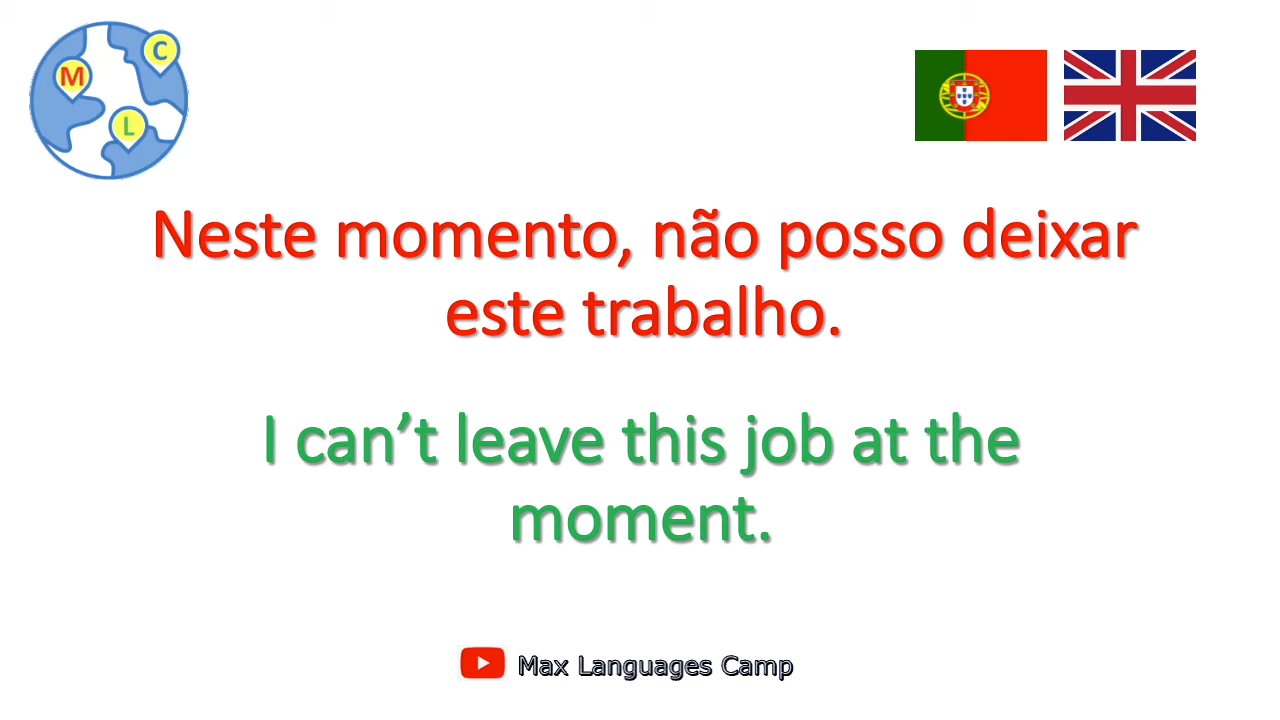 C
M
L
Neste momento, não posso deixar
este trabalho.
I can’t leave this job at the
moment.
Max Languages Camp